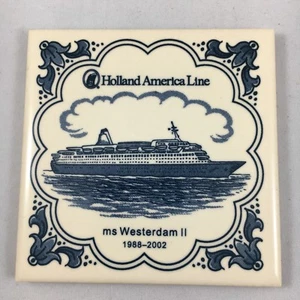 Holland America Line
ms Westerdam II
1988-2002